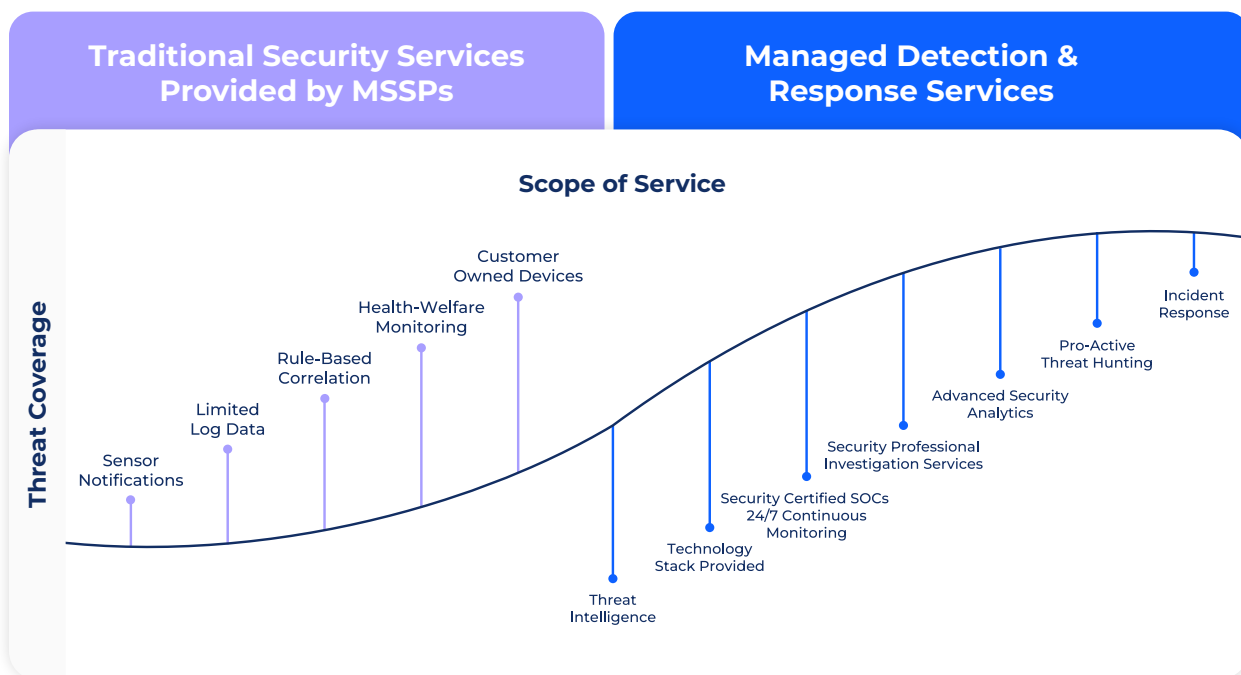 Traditional Security Services
Provided by MSSPs
Managed Detection &
Response Services
Scope of Service
Threat Coverage
Sensor
Notifications
Limited
Log Data
Rule-Based
Correlation
Health-Welfare
Monitoring
Customer
Owned Devices
Threat
Intelligence
Technology
Stack Provided
Security Certified SOCs
24/7 Continuous
Monitoring
Security Professional
Investigation Services
Advanced Security
Analytics
Pro-Active
Threat Hunting
Incident
Response